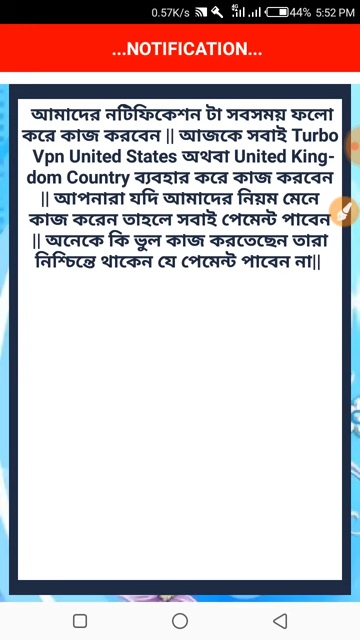 0.57K/s 4G 44% 5:52 PM
...NOTIFICATION...
আমাদের নটিফিকেশন টা সবসময় ফলো
করে কাজ করবেন || আজকে সবাই Turbo
Vpn United States অথবা United King-
dom Country ব্যবহার করে কাজ করবেন
|| আপনারা যদি আমাদের নিয়ম মেনে
কাজ করেন তাহলে সবাই পেমেন্ট পাবেন
|| অনেকে কি ভুল কাজ করতেছেন তারা
নিশ্চিন্তে থাকেন যে পেমেন্ট পাবেন না||